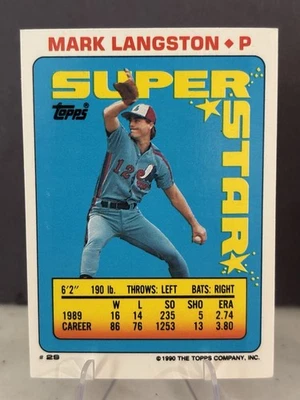 MARK LANGSTON ♦ P
SUPER
STAR
Topps
12
6'2" 190 lb. THROWS: LEFT BATS: RIGHT
W L SO SHO ERA
1989 16 14 235 5 2.74
CAREER 86 76 1253 13 3.80
# 29 © 1990 THE TOPPS COMPANY, INC.